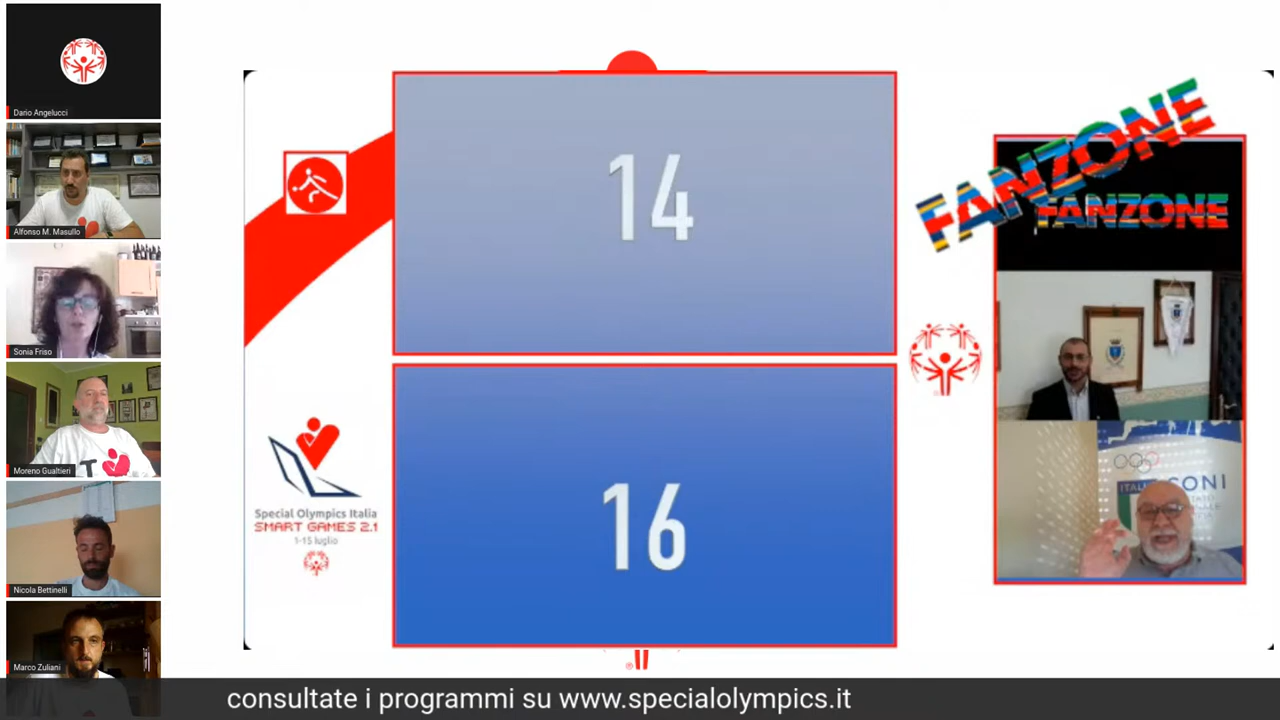 Dario Angelucci
Alfonso M. Masullo
Sonia Friso
Moreno Gualtieri
Nicola Bettinelli
Marco Zuliani
14
16
Special Olympics Italia
SMART GAMES 2.1
1-15 luglio
FANZONE
FANZONE
CONI
consultate i programmi su www.specialolympics.it